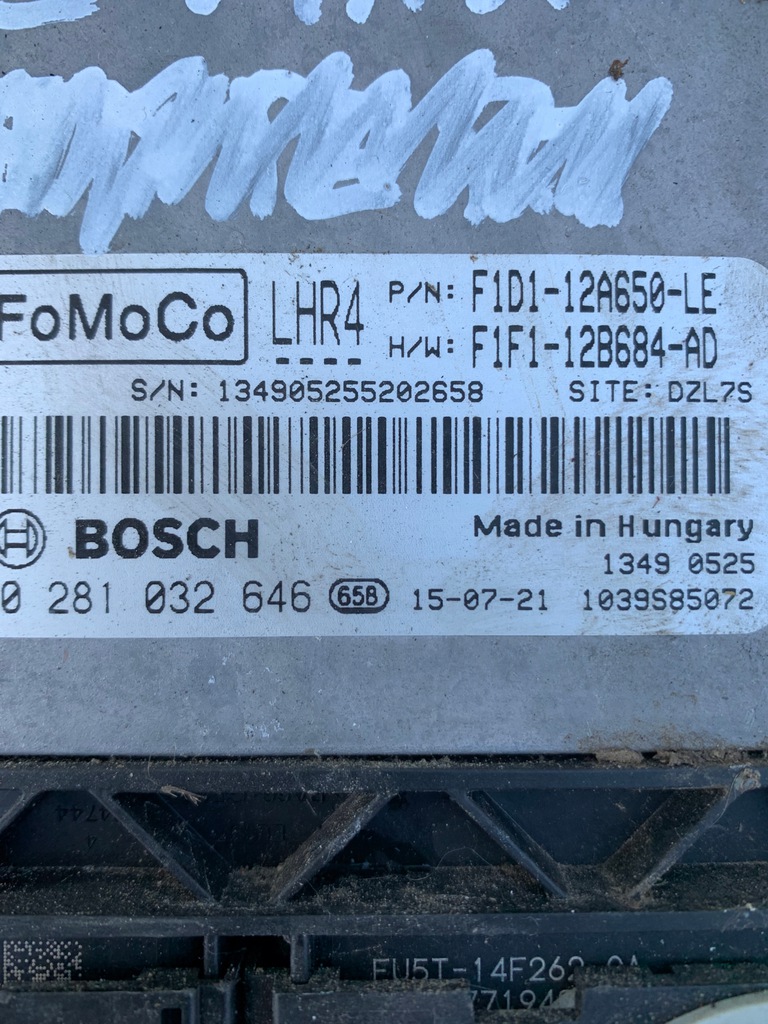 FoMoCo LHR4 P/N: F1D1-12A650-LE
H/W: F1F1-12B684-AD
S/N: 134905255202658 SITE: DZL7S
BOSCH Made in Hungary
1349 0525
0 281 032 646 658 15-07-21 1039S85072